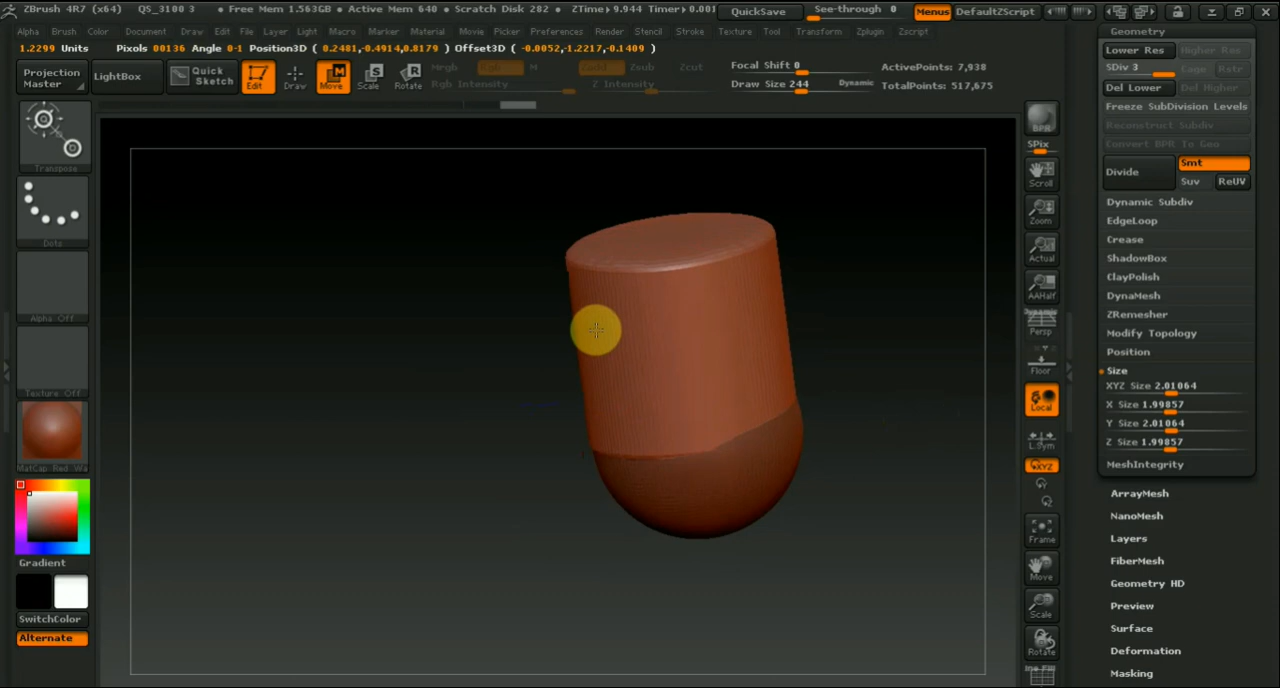 ZBrush 4R7 (x64) QS_3100 3 • Free Mem 1.563GB • Active Mem 640 • Scratch Disk 282 • ZTime▸9.944 Timer▸0.001 QuickSave See-through 0 Menus DefaultZScript
Alpha Brush Color Document Draw Edit File Layer Light Macro Marker Material Movie Picker Preferences Render Stencil Stroke Texture Tool Transform Zplugin Zscript
1.2299 Units Pixols 00136 Angle 0-1 Position3D ( 0.2481,-0.4914,0.8179 ) Offset3D ( -0.0052,-1.2217,-0.1409 )
Projection Master
LightBox
Quick Sketch
Edit
Draw
Move
Scale
Rotate
Mrgb Rgb M
Rgb Intensity
Zadd Zsub Zcut
Z Intensity
Focal Shift 0
Draw Size 244 Dynamic
ActivePoints: 7,938
TotalPoints: 517,675
Transpose
Dots
Alpha Off
Texture Off
MatCap Red Wa
Gradient
SwitchColor
Alternate
BPR
SPix
Scroll
Zoom
Actual
AAHalf
Dynamic
Persp
Floor
Local
L.Sym
XYZ
Frame
Move
Scale
Rotate
Geometry
Lower Res Higher Res
SDiv 3 Cage Rstr
Del Lower Del Higher
Freeze SubDivision Levels
Reconstruct Subdiv
Convert BPR To Geo
Divide Smt
Suv ReUV
Dynamic Subdiv
EdgeLoop
Crease
ShadowBox
ClayPolish
DynaMesh
ZRemesher
Modify Topology
Position
Size
XYZ Size 2.01064
X Size 1.99857
Y Size 2.01064
Z Size 1.99857
MeshIntegrity
ArrayMesh
NanoMesh
Layers
FiberMesh
Geometry HD
Preview
Surface
Deformation
Masking